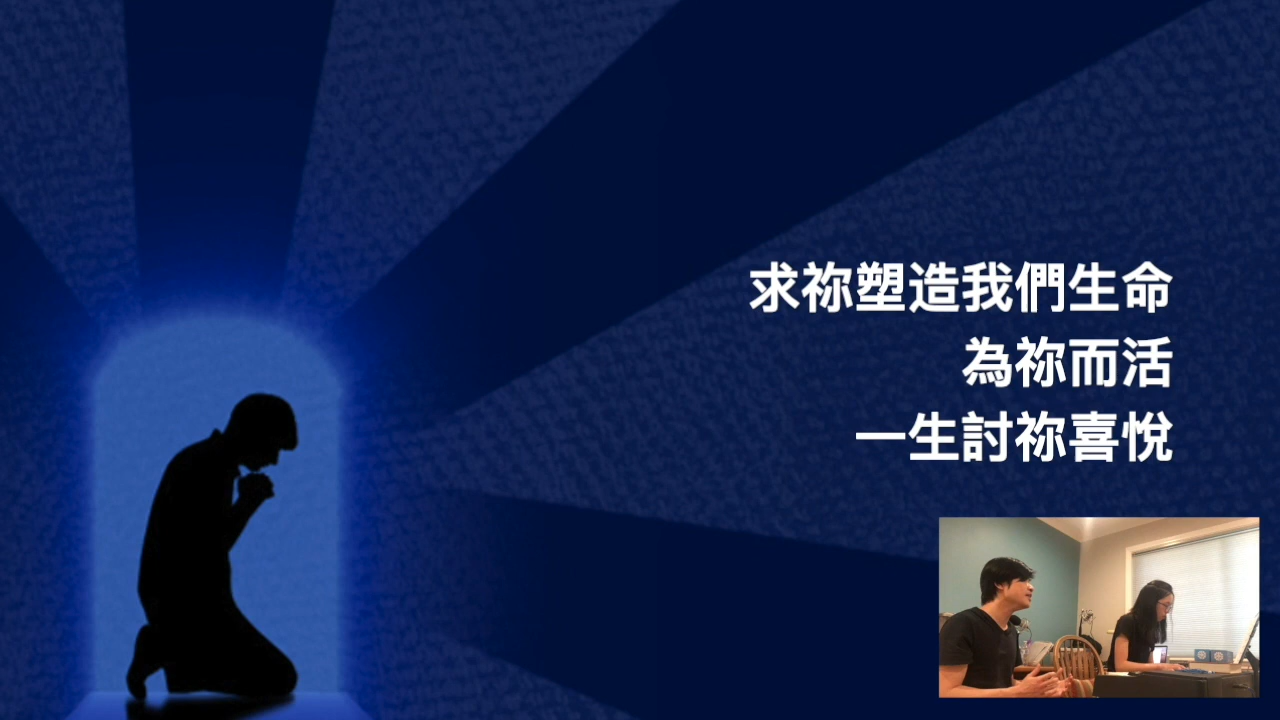 求祢塑造我們生命
為祢而活
一生討祢喜悅